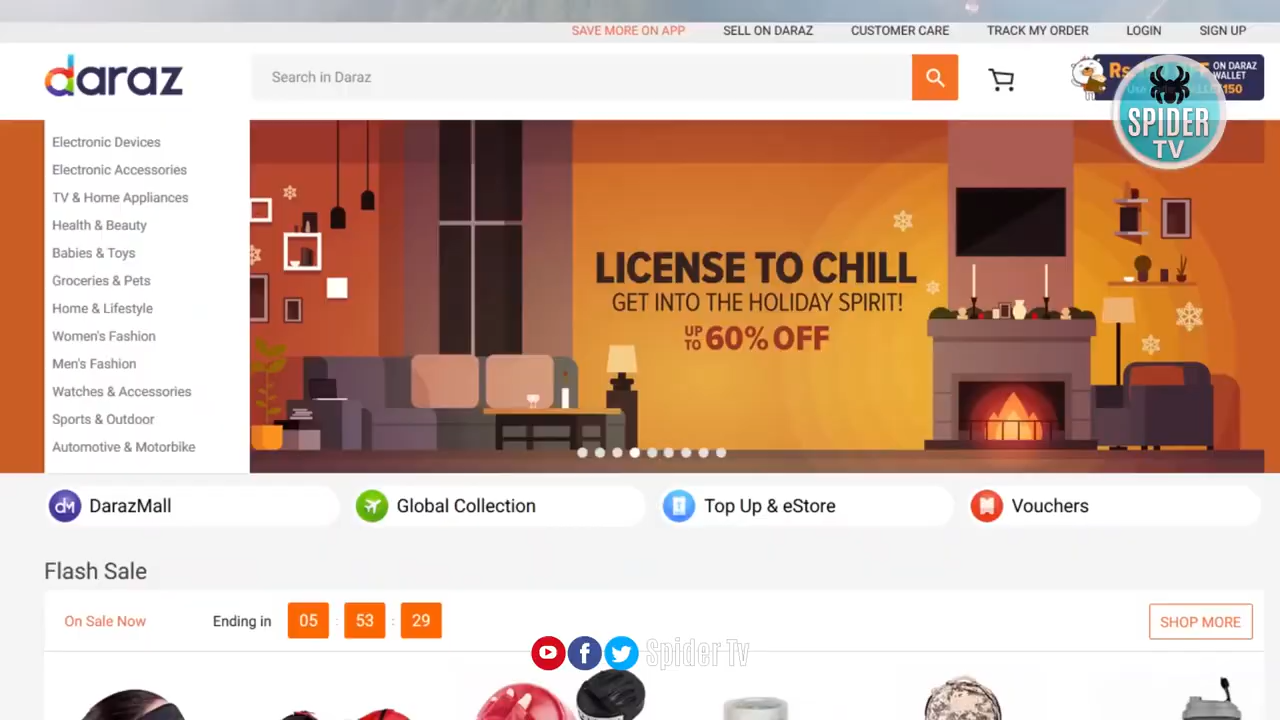 SAVE MORE ON APP SELL ON DARAZ CUSTOMER CARE TRACK MY ORDER LOGIN SIGN UP
daraz
Search in Daraz
ON DARAZ
WALLET
150
SPIDER
TV
Electronic Devices
Electronic Accessories
TV & Home Appliances
Health & Beauty
Babies & Toys
Groceries & Pets
Home & Lifestyle
Women's Fashion
Men's Fashion
Watches & Accessories
Sports & Outdoor
Automotive & Motorbike
LICENSE TO CHILL
GET INTO THE HOLIDAY SPIRIT!
UP TO 60% OFF
dM DarazMall
Global Collection
Top Up & eStore
Vouchers
Flash Sale
On Sale Now Ending in 05 : 53 : 29 SHOP MORE
Spider Tv